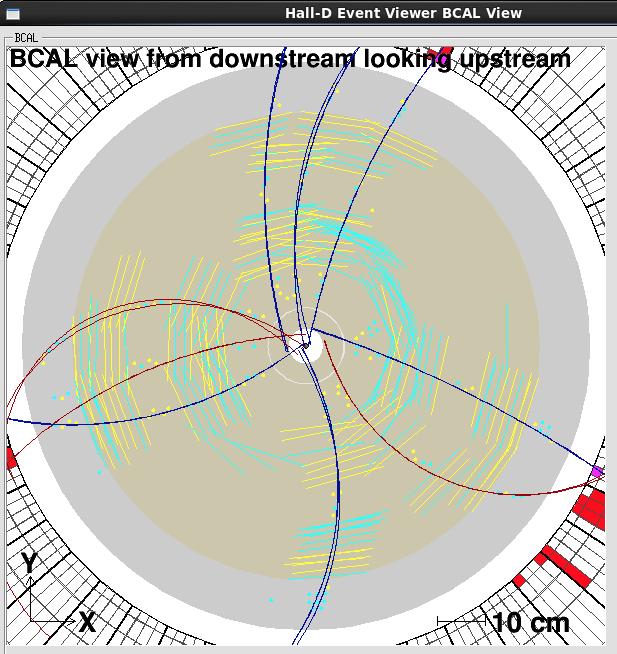 Hall-D Event Viewer BCAL View
BCAL
BCAL view from downstream looking upstream
Y
X
10 cm